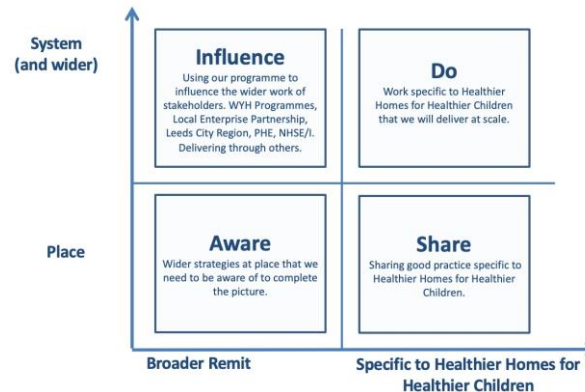 System
(and wider)
Influence
Using our programme to
influence the wider work of
stakeholders. WYH Programmes,
Local Enterprise Partnership,
Leeds City Region, PHE, NHSE/I.
Delivering through others.
Do
Work specific to Healthier
Homes for Healthier Children
that we will deliver at scale.
Place
Aware
Wider strategies at place that we
need to be aware of to complete
the picture.
Share
Sharing good practice specific to
Healthier Homes for Healthier
Children.
Broader Remit
Specific to Healthier Homes for
Healthier Children